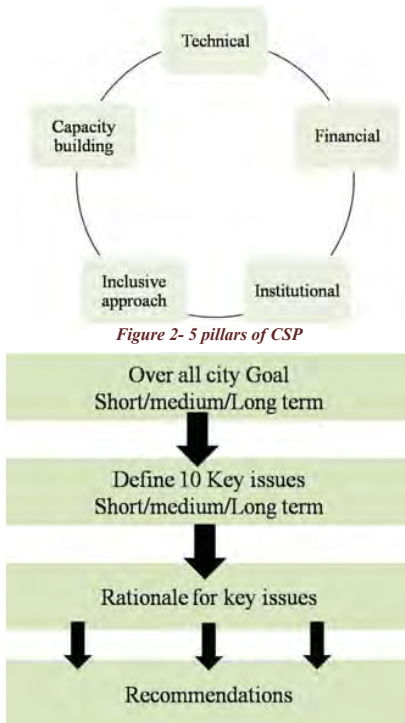 Technical
Capacity
building
Financial
Inclusive
approach
Institutional
Figure 2- 5 pillars of CSP
Over all city Goal
Short/medium/Long term
Define 10 Key issues
Short/medium/Long term
Rationale for key issues
Recommendations